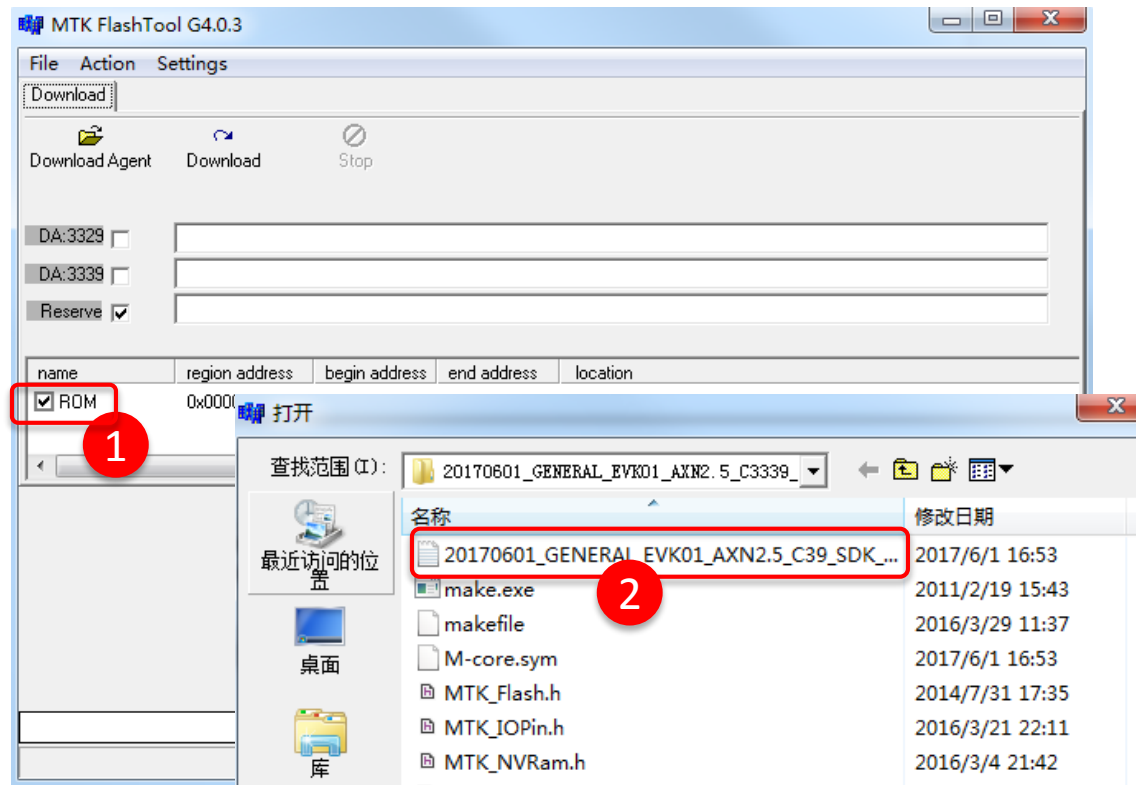 MTK FlashTool G4.0.3
File Action Settings
Download
Download Agent Download Stop
DA:3329
DA:3339
Reserve
name region address begin address end address location
ROM 0x000
1
打开
查找范围(I): 20170601_GENERAL_EVK01_AXN2.5_C3339_
名称 修改日期
最近访问的位置
20170601_GENERAL_EVK01_AXN2.5_C39_SDK_... 2017/6/1 16:53
2
make.exe 2011/2/19 15:43
makefile 2016/3/29 11:37
桌面
M-core.sym 2017/6/1 16:53
MTK_Flash.h 2014/7/31 17:35
MTK_IOPin.h 2016/3/21 22:11
库
MTK_NVRam.h 2016/3/4 21:42